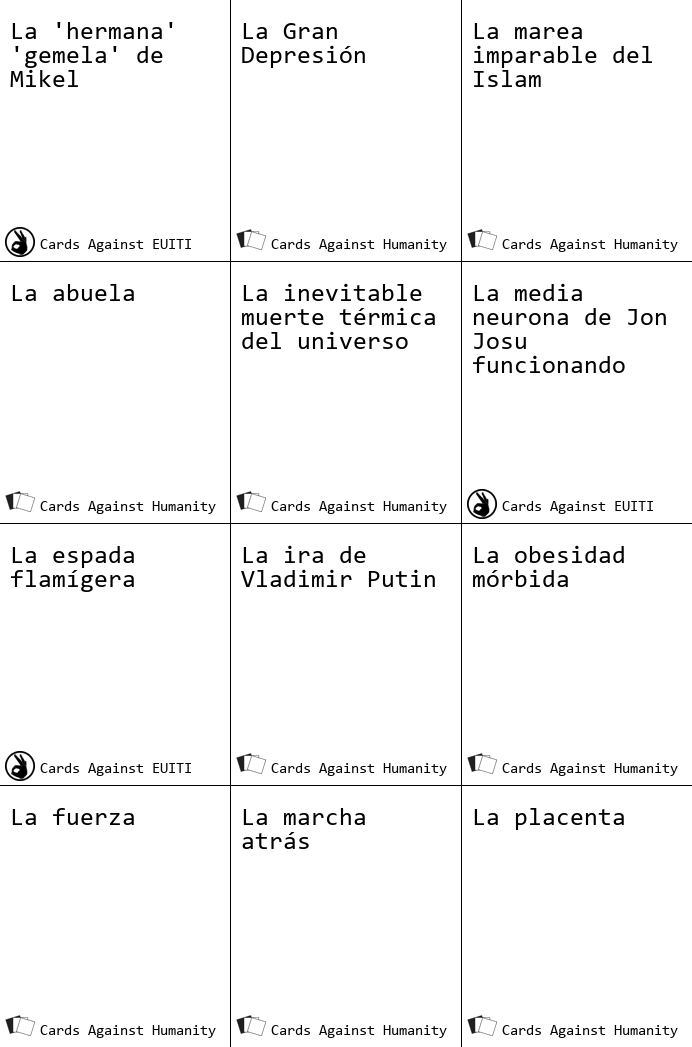 La 'hermana'
'gemela' de
Mikel
Cards Against EUITI
La Gran
Depresión
Cards Against Humanity
La marea
imparable del
Islam
Cards Against Humanity
La abuela
Cards Against Humanity
La inevitable
muerte térmica
del universo
Cards Against Humanity
La media
neurona de Jon
Josu
funcionando
Cards Against EUITI
La espada
flamígera
Cards Against EUITI
La ira de
Vladimir Putin
Cards Against Humanity
La obesidad
mórbida
Cards Against Humanity
La fuerza
Cards Against Humanity
La marcha
atrás
Cards Against Humanity
La placenta
Cards Against Humanity